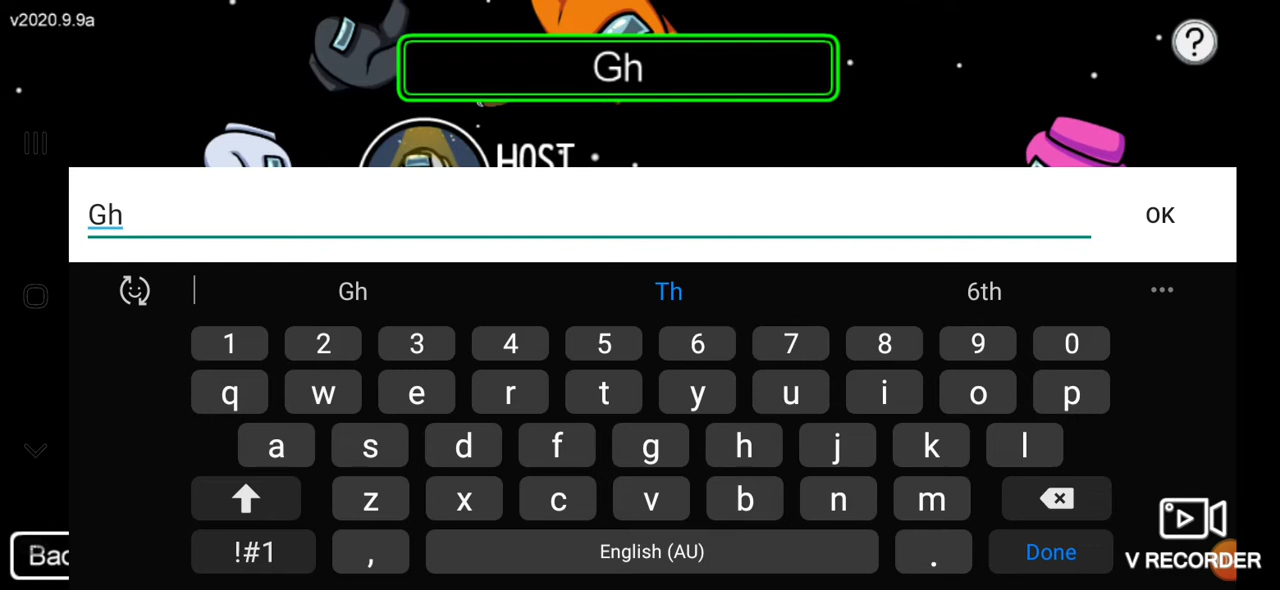 v2020.9.9a
Gh
?
HOST
Gh
OK
Gh Th 6th
1 2 3 4 5 6 7 8 9 0
q w e r t y u i o p
a s d f g h j k l
z x c v b n m
!#1 , English (AU) . Done
Bac
V RECORDER